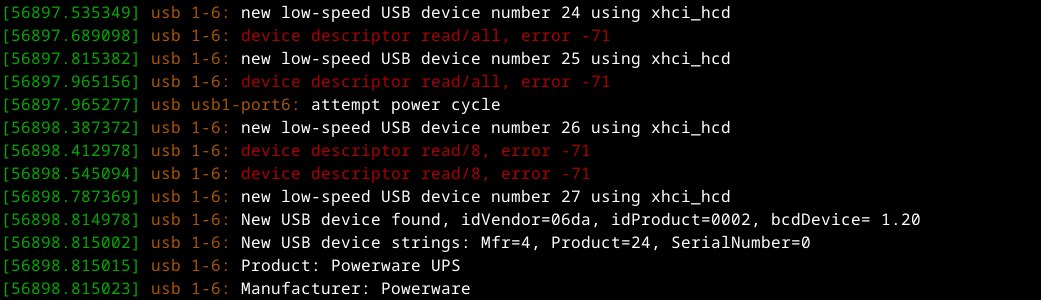 [56897.535349] usb 1-6: new low-speed USB device number 24 using xhci_hcd
[56897.689098] usb 1-6: device descriptor read/all, error -71
[56897.815382] usb 1-6: new low-speed USB device number 25 using xhci_hcd
[56897.965156] usb 1-6: device descriptor read/all, error -71
[56897.965277] usb usb1-port6: attempt power cycle
[56898.387372] usb 1-6: new low-speed USB device number 26 using xhci_hcd
[56898.412978] usb 1-6: device descriptor read/8, error -71
[56898.545094] usb 1-6: device descriptor read/8, error -71
[56898.787369] usb 1-6: new low-speed USB device number 27 using xhci_hcd
[56898.814978] usb 1-6: New USB device found, idVendor=06da, idProduct=0002, bcdDevice= 1.20
[56898.815002] usb 1-6: New USB device strings: Mfr=4, Product=24, SerialNumber=0
[56898.815015] usb 1-6: Product: Powerware UPS
[56898.815023] usb 1-6: Manufacturer: Powerware